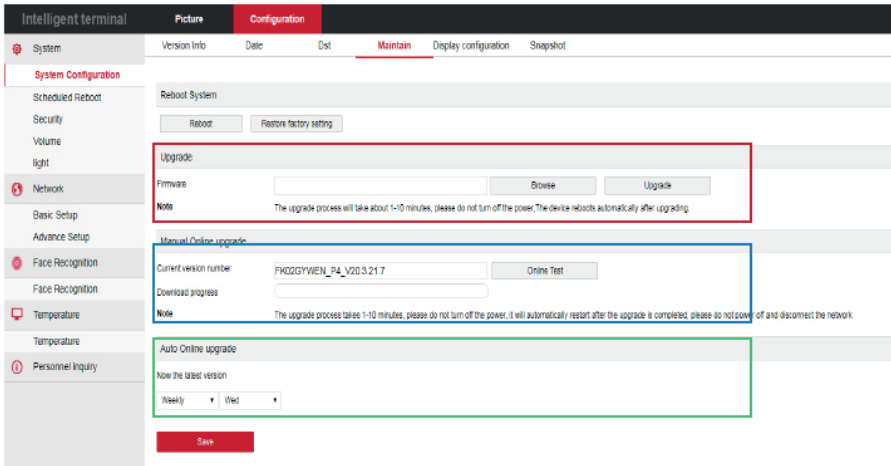 Intelligent terminal
Picture
Configuration
System
System Configuration
Scheduled Reboot
Security
Volume
light
Network
Basic Setup
Advance Setup
Face Recognition
Face Recognition
Temperature
Temperature
Personnel Inquiry
Version Info
Date
Dst
Maintain
Display configuration
Snapshot
Reboot System
Reboot
Restore factory setting
Upgrade
Firmware
Browse
Upgrade
Note
The upgrade process will take about 1-10 minutes, please do not turn off the power,The device reboots automatically after upgrading.
Manual Online upgrade
Current version number
FK02GYWEN_P4_V20.3.21.7
Online Test
Download progress
Note
The upgrade process takes 1-10 minutes, please do not turn off the power, it will automatically restart after the upgrade is completed, please do not power off and disconnect the network
Auto Online upgrade
Now the latest version
Weekly
Wed
Save